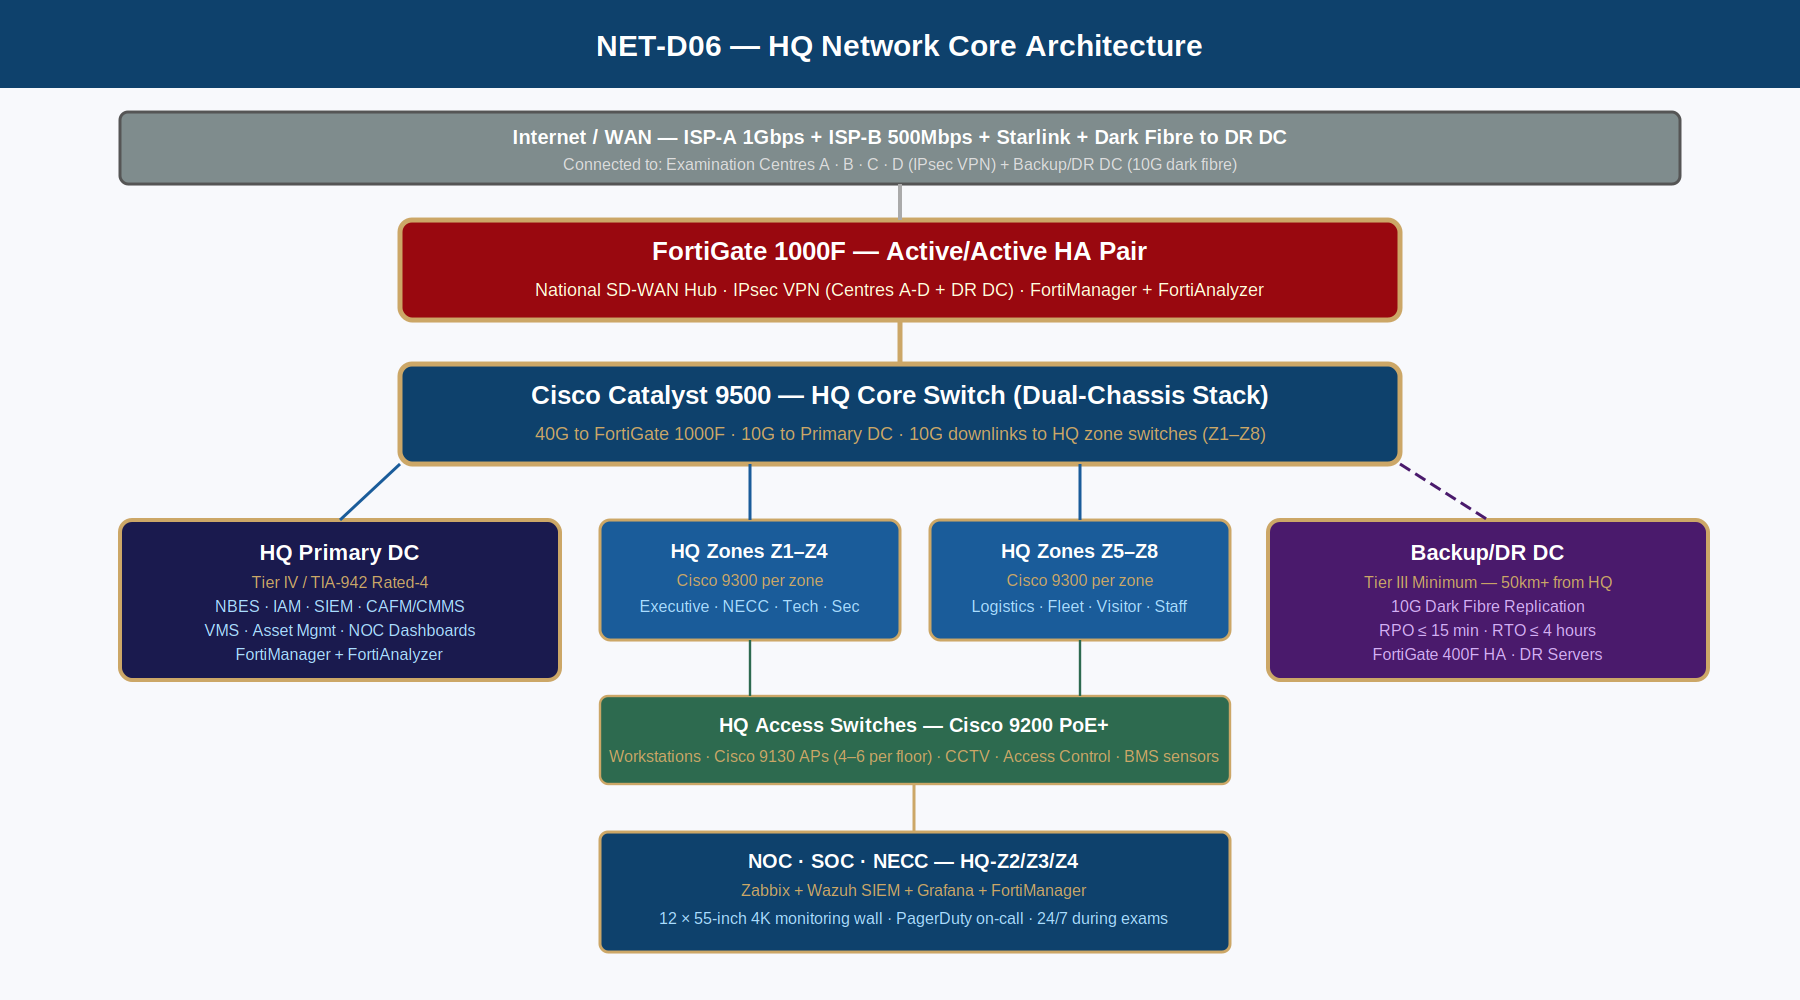 NET-D06 — HQ Network Core Architecture
Internet / WAN — ISP-A 1Gbps + ISP-B 500Mbps + Starlink + Dark Fibre to DR DC
Connected to: Examination Centres A · B · C · D (IPsec VPN) + Backup/DR DC (10G dark fibre)
FortiGate 1000F — Active/Active HA Pair
National SD-WAN Hub · IPsec VPN (Centres A-D + DR DC) · FortiManager + FortiAnalyzer
Cisco Catalyst 9500 — HQ Core Switch (Dual-Chassis Stack)
40G to FortiGate 1000F · 10G to Primary DC · 10G downlinks to HQ zone switches (Z1–Z8)
HQ Primary DC
Tier IV / TIA-942 Rated-4
NBES · IAM · SIEM · CAFM/CMMS
VMS · Asset Mgmt · NOC Dashboards
FortiManager + FortiAnalyzer
HQ Zones Z1–Z4
Cisco 9300 per zone
Executive · NECC · Tech · Sec
HQ Zones Z5–Z8
Cisco 9300 per zone
Logistics · Fleet · Visitor · Staff
Backup/DR DC
Tier III Minimum — 50km+ from HQ
10G Dark Fibre Replication
RPO ≤ 15 min · RTO ≤ 4 hours
FortiGate 400F HA · DR Servers
HQ Access Switches — Cisco 9200 PoE+
Workstations · Cisco 9130 APs (4–6 per floor) · CCTV · Access Control · BMS sensors
NOC · SOC · NECC — HQ-Z2/Z3/Z4
Zabbix + Wazuh SIEM + Grafana + FortiManager
12 × 55-inch 4K monitoring wall · PagerDuty on-call · 24/7 during exams